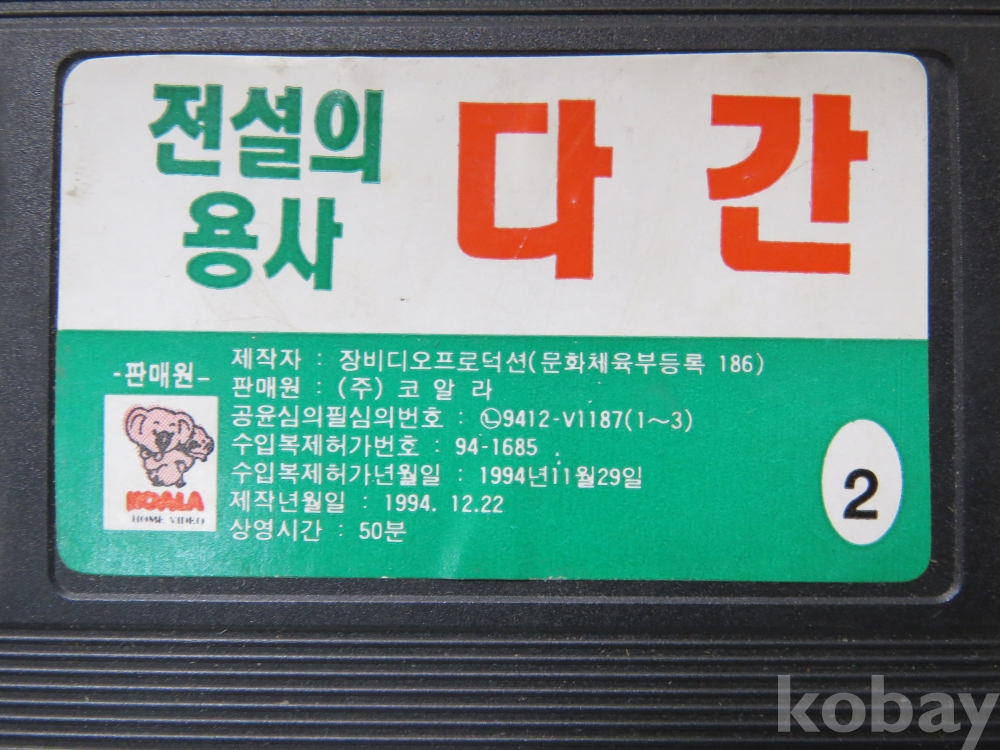 전설의
용사
다간
-판매원-
KOALA
HOME VIDEO
제작자 : 장비디오프로덕션(문화체육부등록 186)
판매원 : (주) 코 알 라
공윤심의필심의번호 : 9412-V1187(1~3)
수입복제허가번호 : 94-1685
수입복제허가년월일 : 1994년11월29일
제작년월일 : 1994. 12.22
상영시간 : 50분
2
kobay